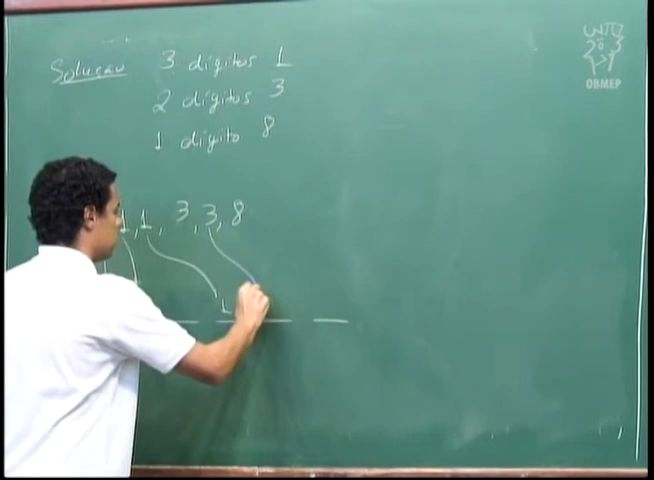 Solução 3 dígitos 1
2 dígitos 3
1 dígito 8
1, 1, 3, 3, 8
1
OBMEP